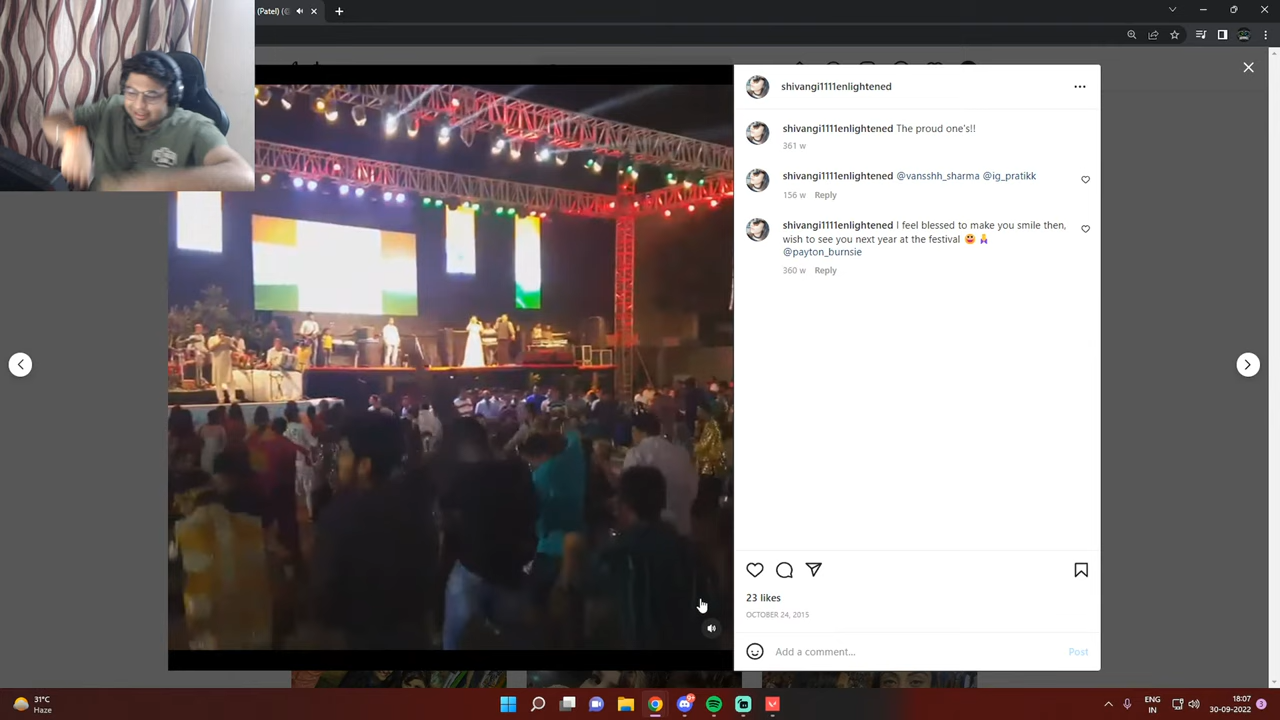 (Patel)
shivangi1111enlightened
shivangi1111enlightened The proud one's!!
361 w
shivangi1111enlightened @vansshh_sharma @ig_pratikk
156 w Reply
shivangi1111enlightened I feel blessed to make you smile then,
wish to see you next year at the festival 😀 🙏
@payton_burnsie
360 w Reply
23 likes
OCTOBER 24, 2015
Add a comment...
Post
31°C
Haze
9+
ENG
IN
18:07
30-09-2022
3